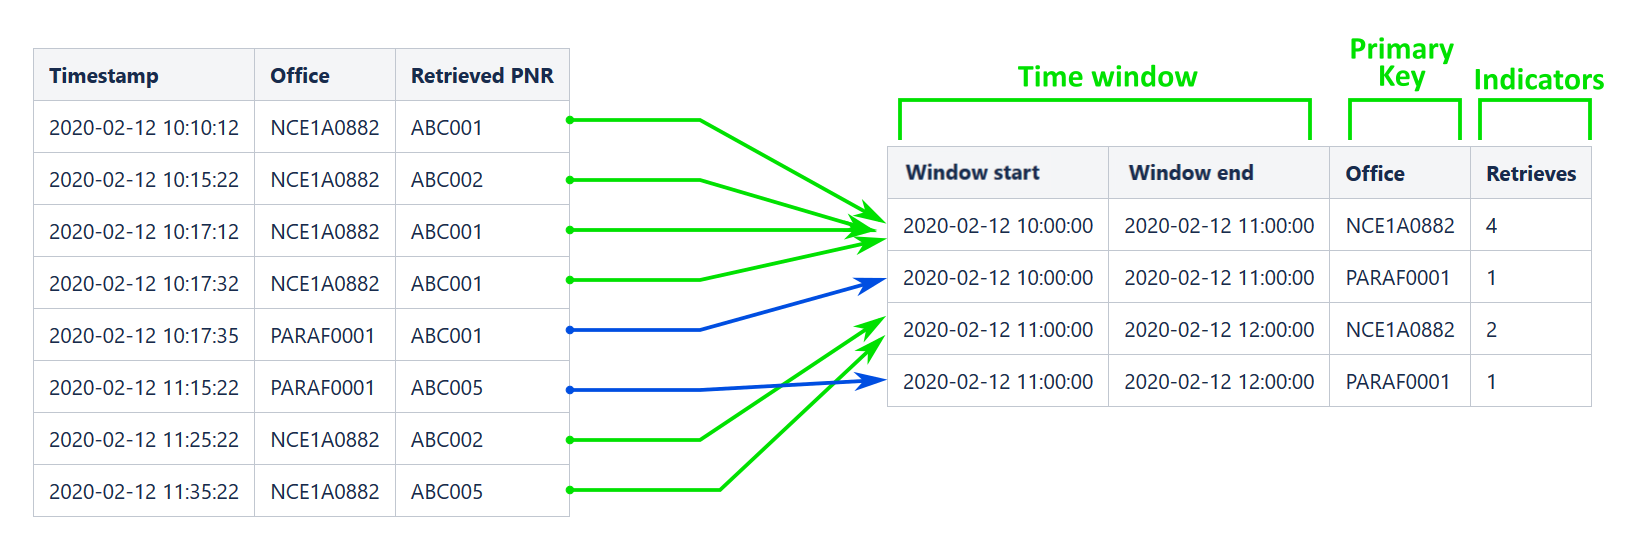 Timestamp Office Retrieved PNR
2020-02-12 10:10:12 NCE1A0882 ABC001
2020-02-12 10:15:22 NCE1A0882 ABC002
2020-02-12 10:17:12 NCE1A0882 ABC001
2020-02-12 10:17:32 NCE1A0882 ABC001
2020-02-12 10:17:35 PARAF0001 ABC001
2020-02-12 11:15:22 PARAF0001 ABC005
2020-02-12 11:25:22 NCE1A0882 ABC002
2020-02-12 11:35:22 NCE1A0882 ABC005
Time window
Primary
Key
Indicators
Window start Window end Office Retrieves
2020-02-12 10:00:00 2020-02-12 11:00:00 NCE1A0882 4
2020-02-12 10:00:00 2020-02-12 11:00:00 PARAF0001 1
2020-02-12 11:00:00 2020-02-12 12:00:00 NCE1A0882 2
2020-02-12 11:00:00 2020-02-12 12:00:00 PARAF0001 1